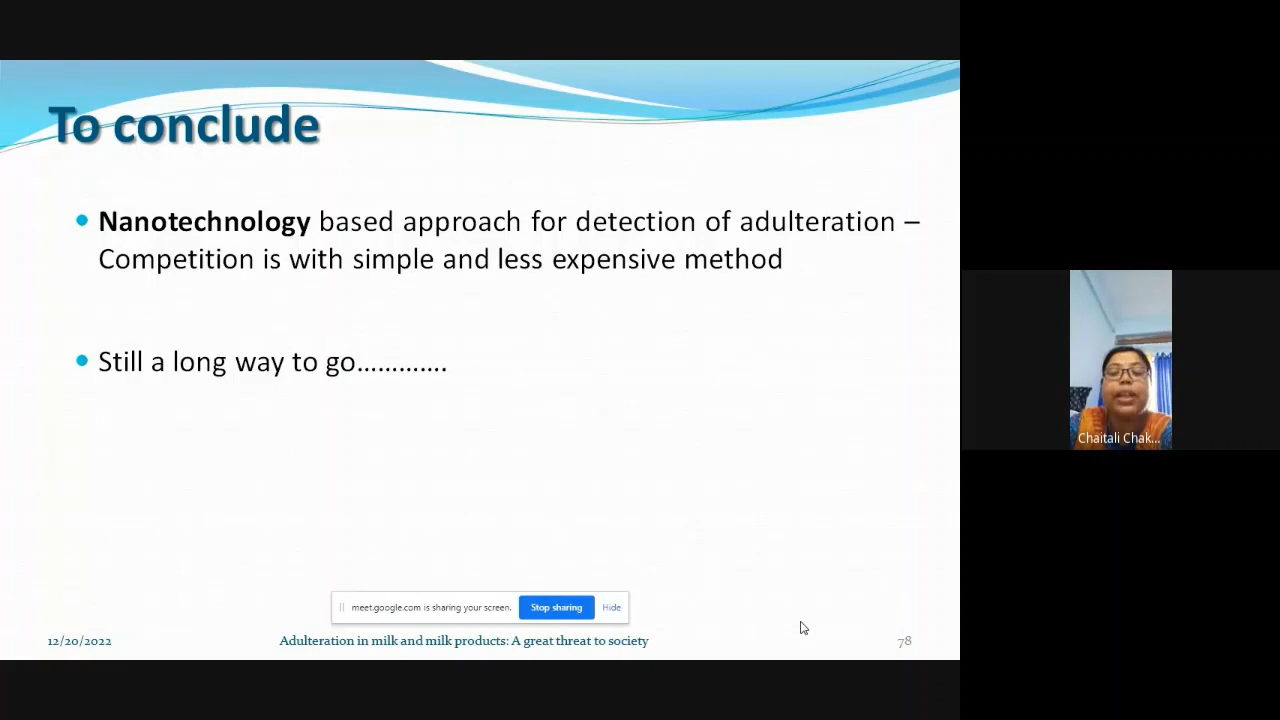 To conclude
Nanotechnology based approach for detection of adulteration –
Competition is with simple and less expensive method
Still a long way to go.............
Chaitali Chak...
meet.google.com is sharing your screen.
Stop sharing
Hide
12/20/2022
Adulteration in milk and milk products: A great threat to society
78